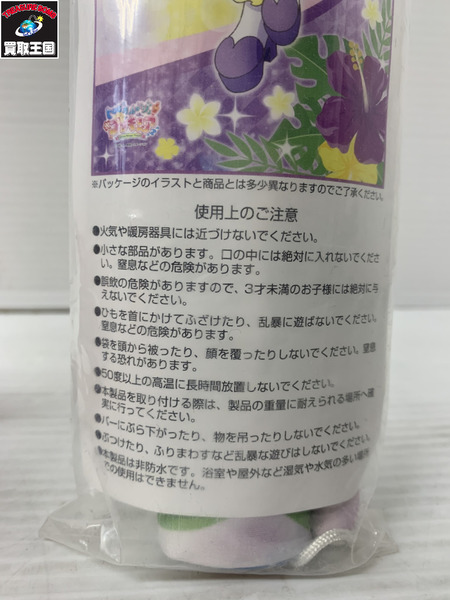 買取王国
※パッケージのイラストと商品とは多少異なりますのでご了承ください。
使用上のご注意
●火気や暖房器具には近づけないでください。
●小さな部品があります。口の中には絶対に入れないでください。
窒息などの危険があります。
●誤飲の危険がありますので、3才未満のお子様には絶対に与
えないでください。
●ひもを首にかけてふざけたり、乱暴に遊ばないでください。
窒息などの危険があります。
●袋を頭から被ったり、顔を覆ったりしないでください。窒息
する恐れがあります。
●50度以上の高温に長時間放置しないでください。
●本製品を取り付ける際は、製品の重量に耐えられる場所へ確
実に行ってください。
●バーにぶら下がったり、物を吊ったりしないでください。
●ぶつけたり、ふりまわすなど乱暴な遊びはしないでください。
●本製品は非防水です。浴室や屋外など湿気や水気の多い場所
での使用はできません。